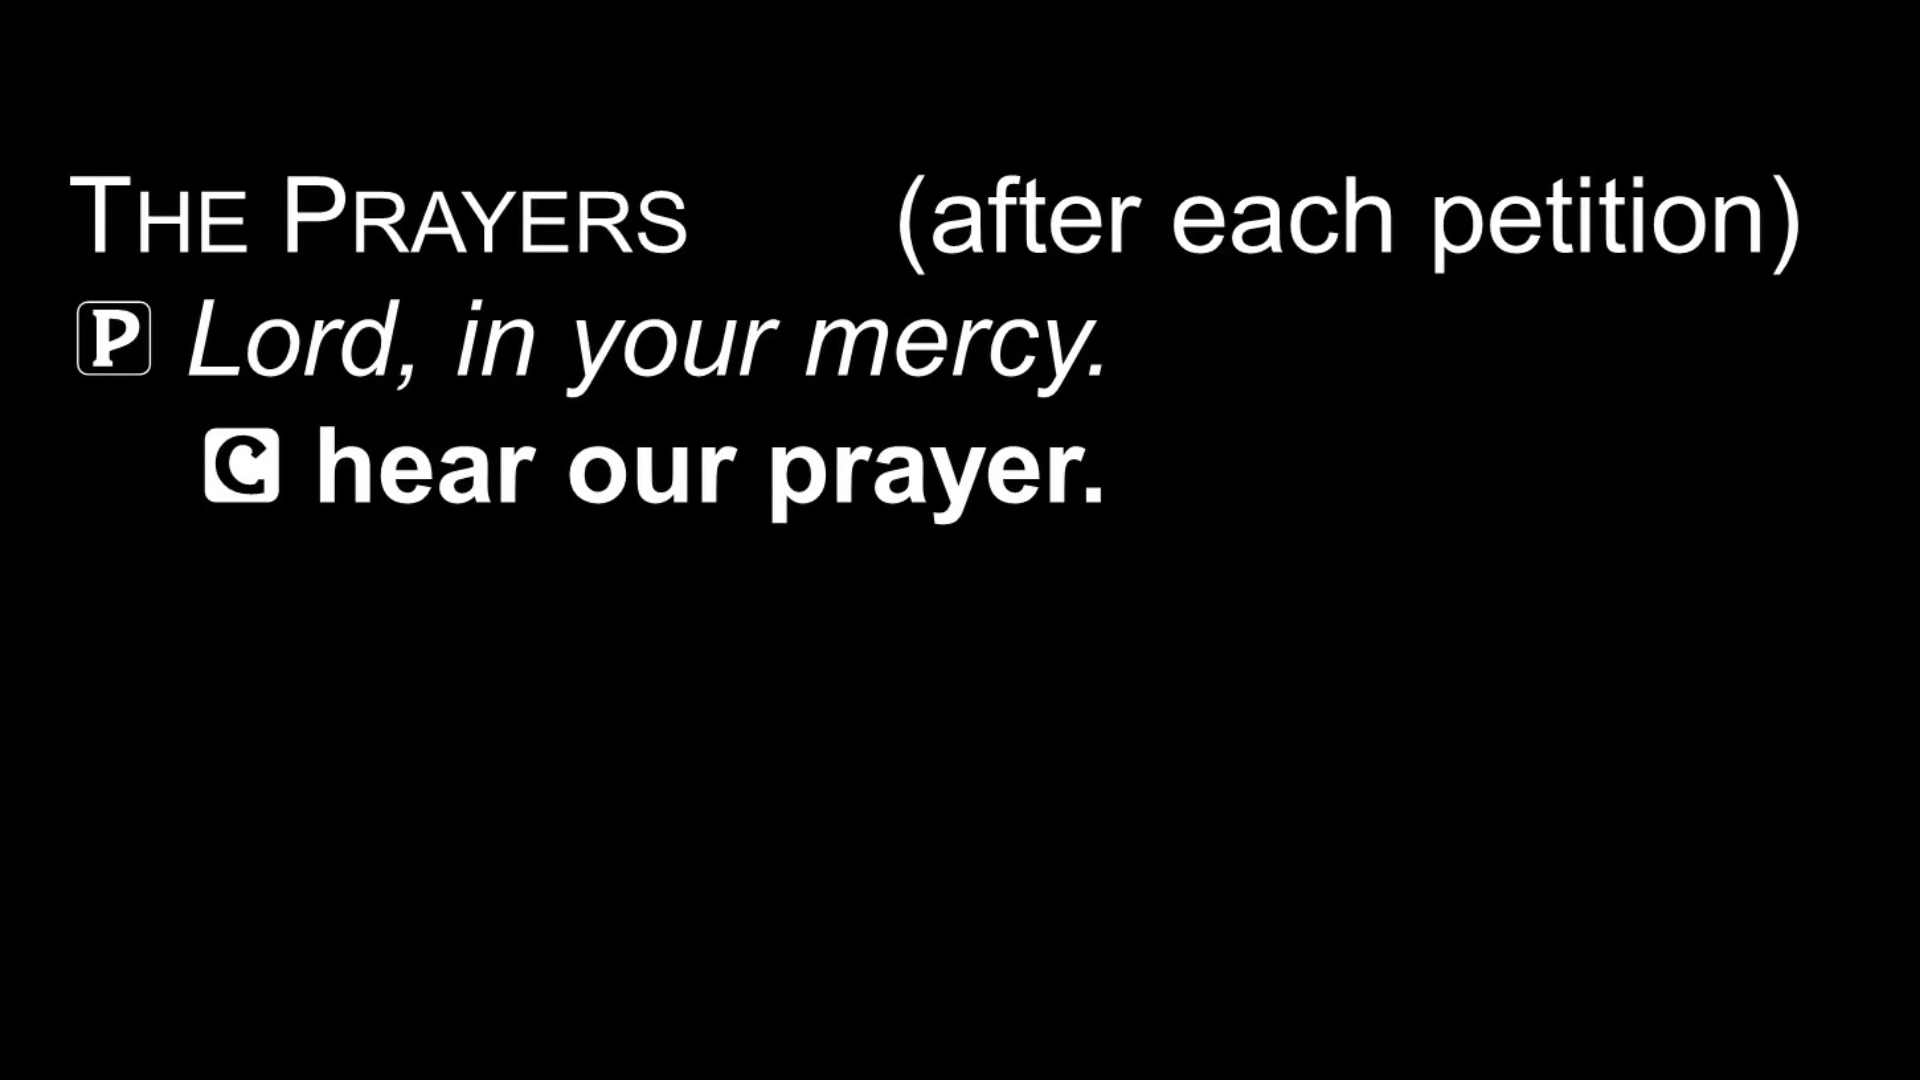 THE PRAYERS (after each petition)
P Lord, in your mercy.
C hear our prayer.